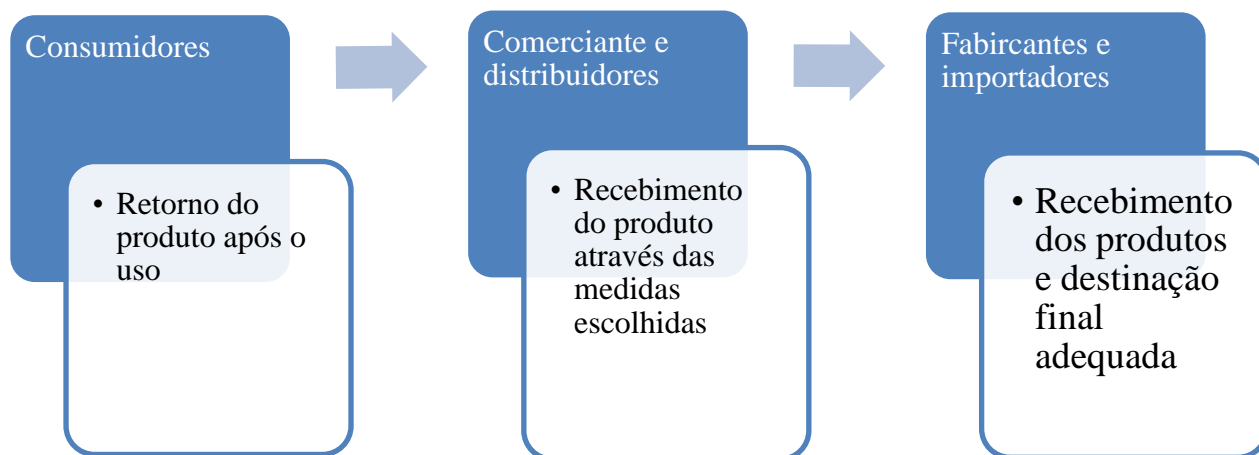 Consumidores
• Retorno do
produto após o
uso
Comerciante e
distribuidores
• Recebimento
do produto
através das
medidas
escolhidas
Fabircantes e
importadores
• Recebimento
dos produtos
e destinação
final
adequada